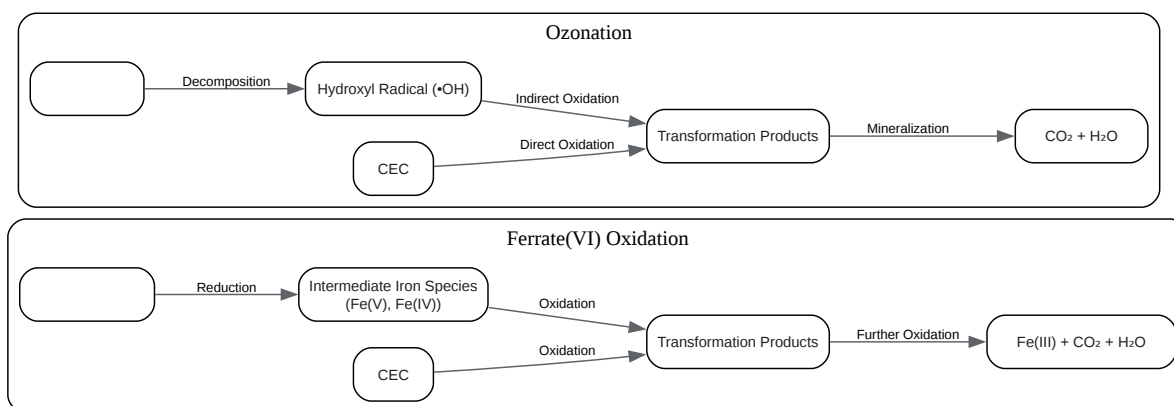 Ozonation
Decomposition
Hydroxyl Radical (•OH)
Indirect Oxidation
Direct Oxidation
CEC
Transformation Products
Mineralization
CO₂ + H₂O
Ferrate(VI) Oxidation
Reduction
Intermediate Iron Species
(Fe(V), Fe(IV))
Oxidation
Oxidation
CEC
Transformation Products
Further Oxidation
Fe(III) + CO₂ + H₂O